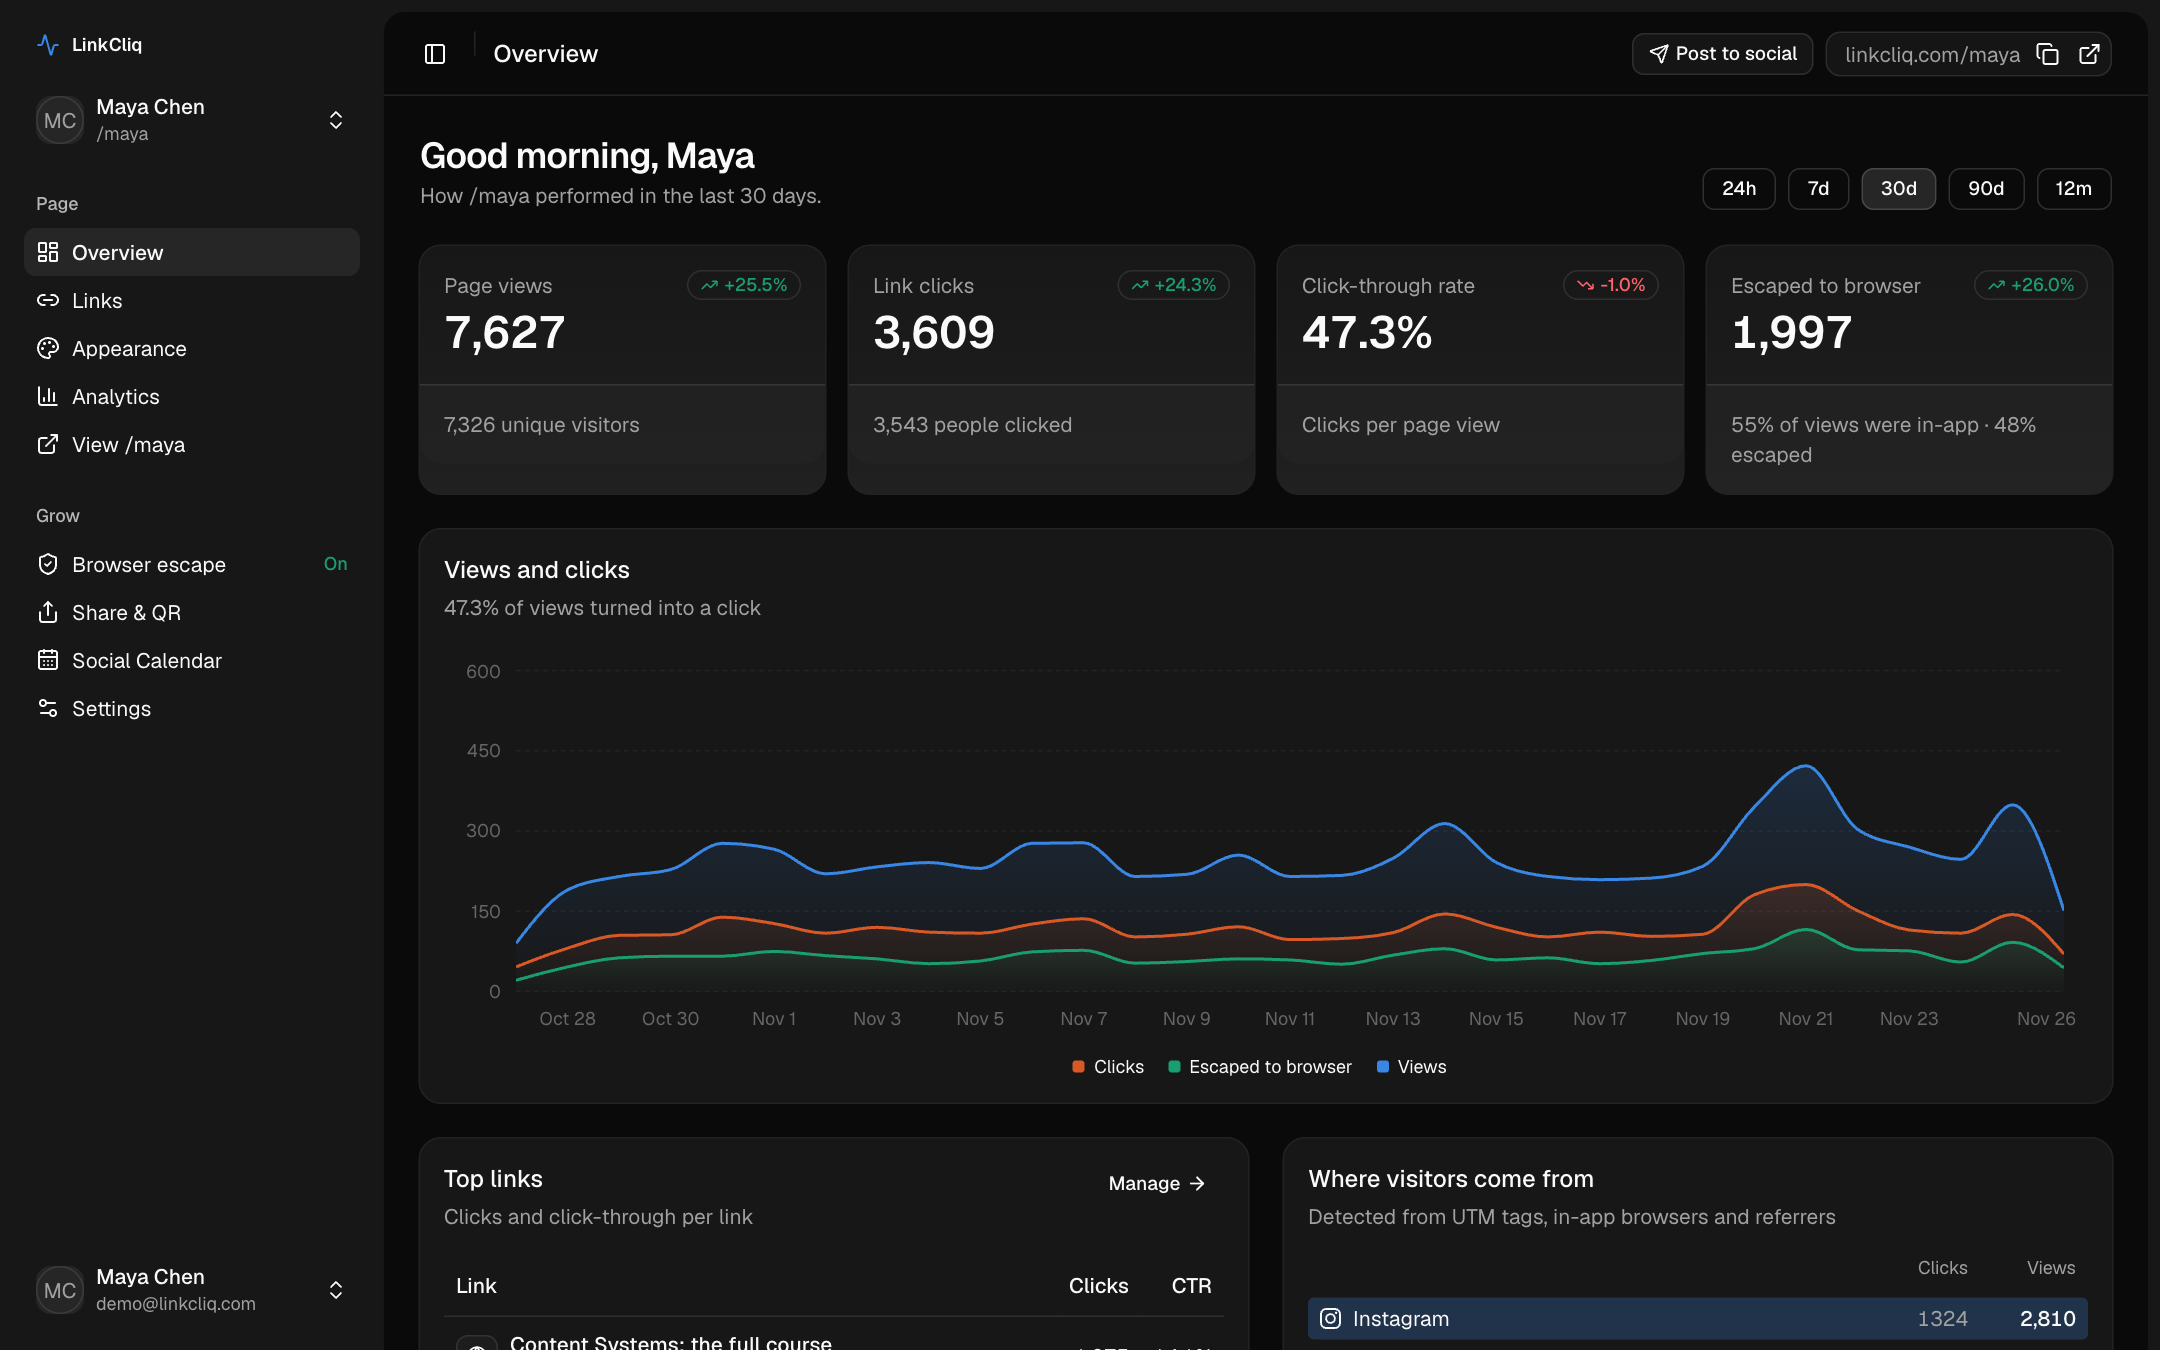 LinkCliq
MC
Maya Chen
/maya
Page
Overview
Links
Appearance
Analytics
View /maya
Grow
Browser escape
On
Share & QR
Social Calendar
Settings
MC
Maya Chen
demo@linkcliq.com
Overview
Post to social
linkcliq.com/maya
Good morning, Maya
How /maya performed in the last 30 days.
24h
7d
30d
90d
12m
Page views
+25.5%
7,627
7,326 unique visitors
Link clicks
+24.3%
3,609
3,543 people clicked
Click-through rate
-1.0%
47.3%
Clicks per page view
Escaped to browser
+26.0%
1,997
55% of views were in-app · 48%
escaped
Views and clicks
47.3% of views turned into a click
600
450
300
150
0
Oct 28
Oct 30
Nov 1
Nov 3
Nov 5
Nov 7
Nov 9
Nov 11
Nov 13
Nov 15
Nov 17
Nov 19
Nov 21
Nov 23
Nov 26
Clicks
Escaped to browser
Views
Top links
Manage
Clicks and click-through per link
Link
Clicks
CTR
Content Systems: the full course
Where visitors come from
Detected from UTM tags, in-app browsers and referrers
Clicks
Views
Instagram
1324
2,810